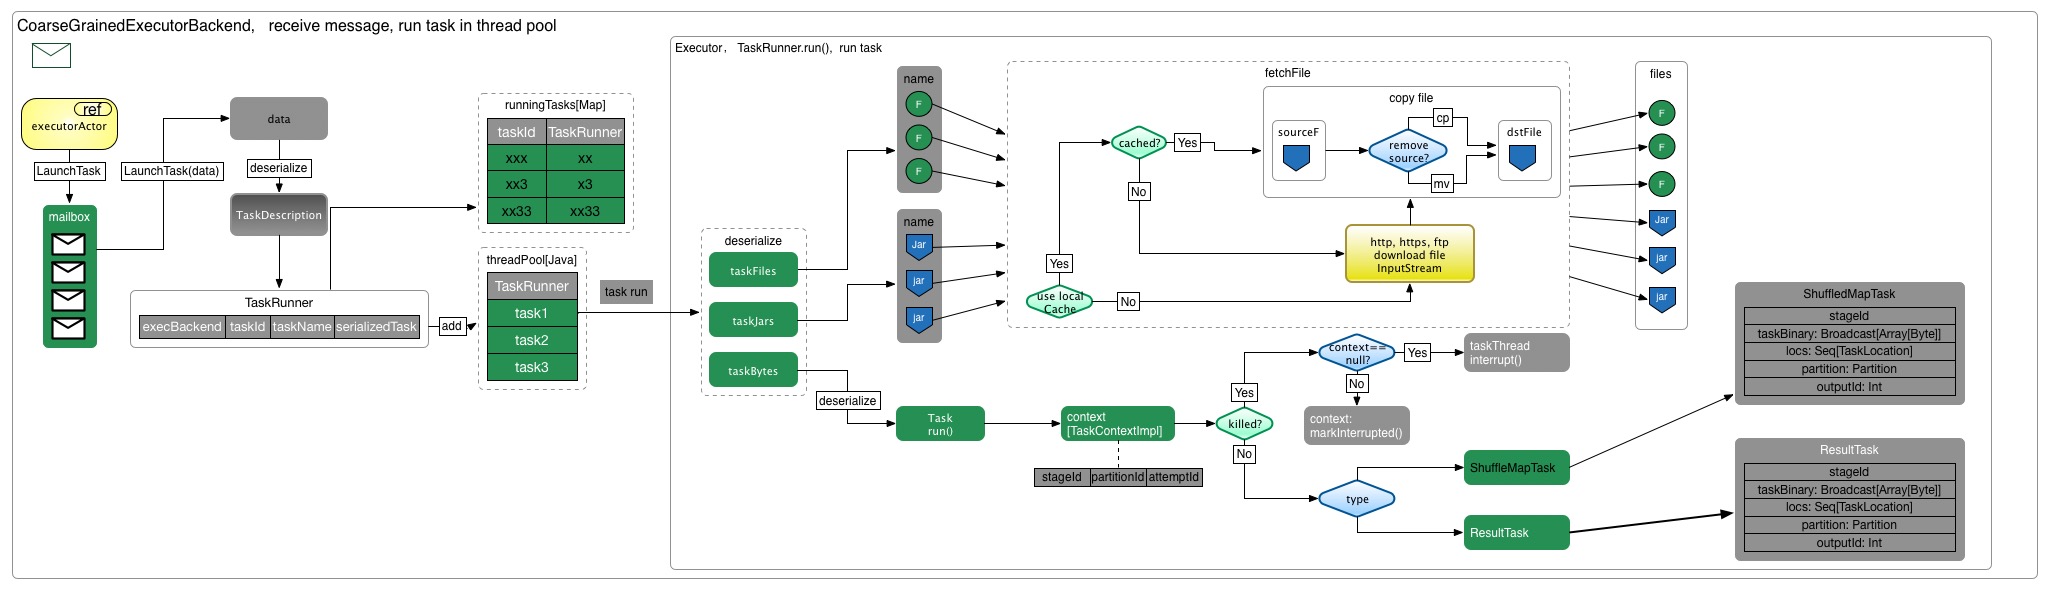 CoarseGrainedExecutorBackend,   receive message, run task in thread pool
ref
executorActor
LaunchTask
mailbox
LaunchTask(data)
data
deserialize
TaskDescription
TaskRunner
execBackend taskId taskName serializedTask
add
runningTasks[Map]
taskId TaskRunner
xxx xx
xx3 x3
xx33 xx33
threadPool[Java]
TaskRunner
task1
task2
task3
task run
Executor,   TaskRunner.run(),  run task
deserialize
taskFiles
taskJars
taskBytes
deserialize
name
F
F
F
name
Jar
jar
jar
fetchFile
use local
Cache
Yes
No
cached?
Yes
No
copy file
sourceF
remove
source?
cp
mv
dstFile
http, https, ftp
download file
InputStream
files
F
F
F
Jar
jar
jar
Task
run()
context
[TaskContextImpl]
stageId partitionId attemptId
killed?
Yes
No
context==
null?
Yes
No
taskThread
interrupt()
context:
markInterrupted()
type
ShuffleMapTask
ResultTask
ShuffledMapTask
stageId
taskBinary: Broadcast[Array[Byte]]
locs: Seq[TaskLocation]
partition: Partition
outputId: Int
ResultTask
stageId
taskBinary: Broadcast[Array[Byte]]
locs: Seq[TaskLocation]
partition: Partition
outputId: Int